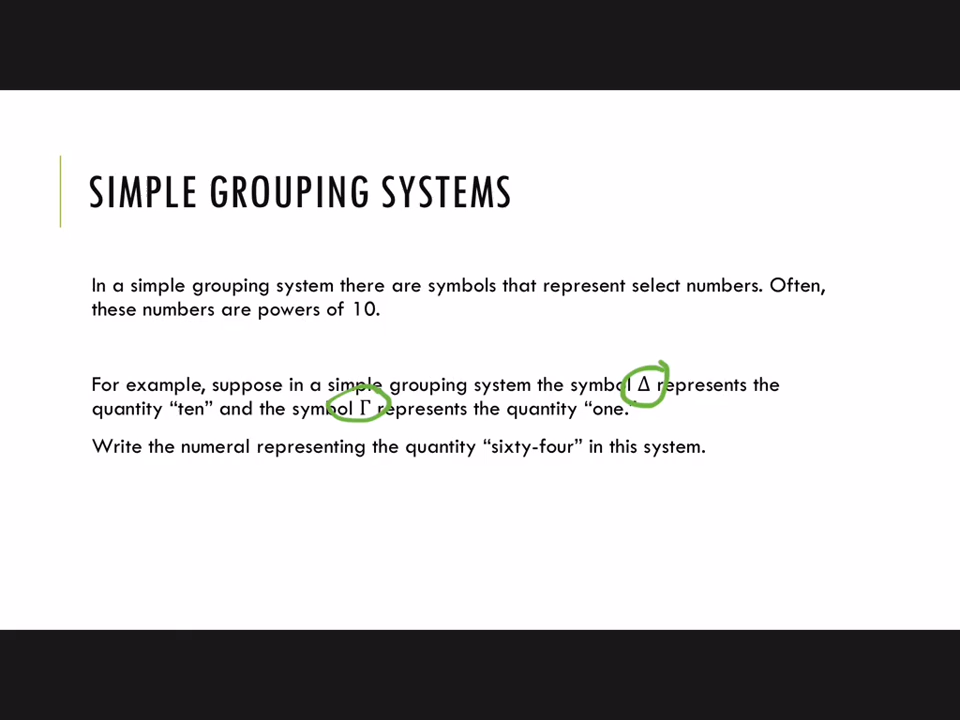 SIMPLE GROUPING SYSTEMS
In a simple grouping system there are symbols that represent select numbers. Often,
these numbers are powers of 10.
For example, suppose in a simple grouping system the symbol Δ represents the
quantity “ten” and the symbol Γ represents the quantity “one.”
Write the numeral representing the quantity “sixty-four” in this system.